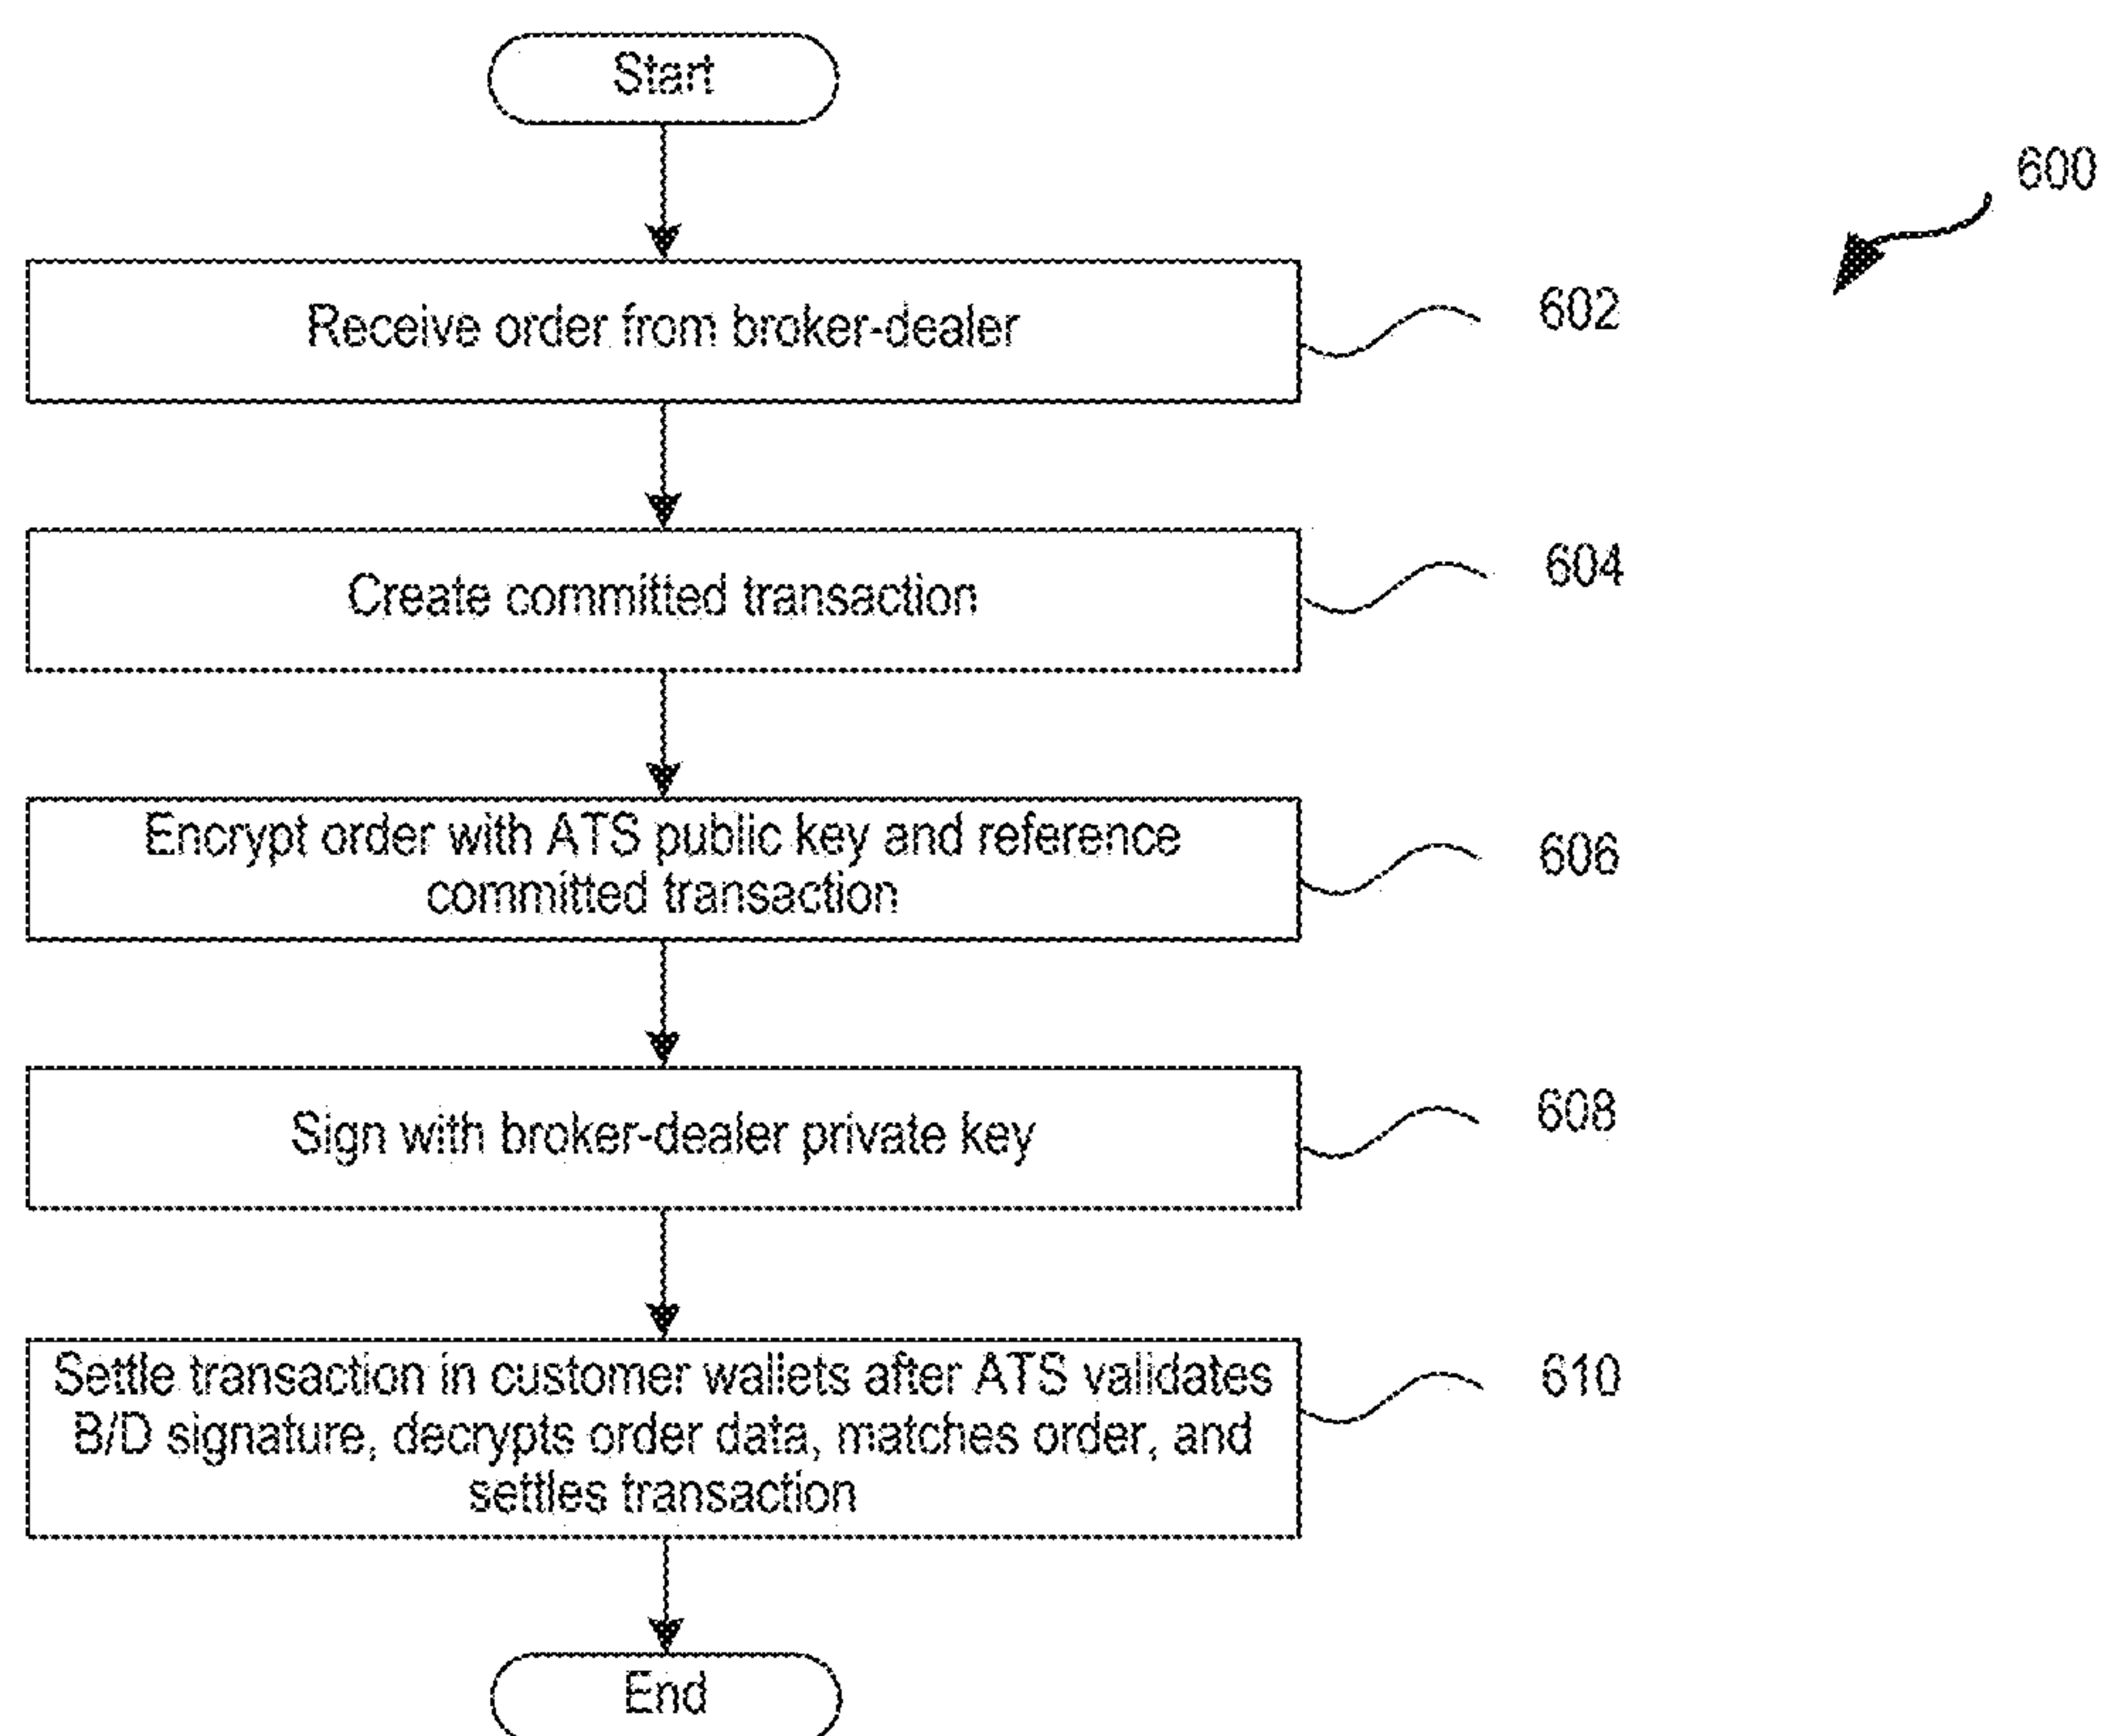 Start
600
Receive order from broker-dealer
602
Create committed transaction
604
Encrypt order with ATS public key and reference
committed transaction
606
Sign with broker-dealer private key
608
Settle transaction in customer wallets after ATS validates
B/D signature, decrypts order data, matches order, and
settles transaction
610
End